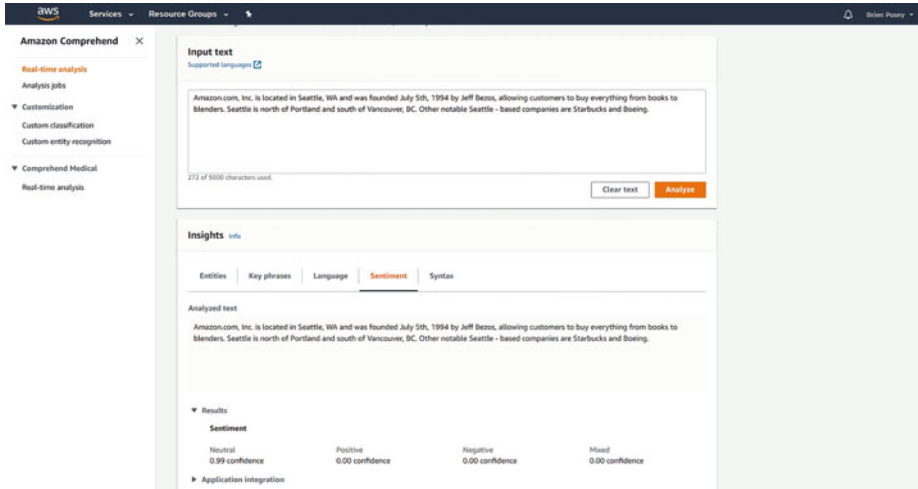 aws Services Resource Groups Brien Posey
Amazon Comprehend
Real-time analysis
Analysis jobs
Customization
Custom classification
Custom entity recognition
Comprehend Medical
Real-time analysis
Input text
Supported languages
Amazon.com, Inc. is located in Seattle, WA and was founded July 5th, 1994 by Jeff Bezos, allowing customers to buy everything from books to
blenders. Seattle is north of Portland and south of Vancouver, BC. Other notable Seattle - based companies are Starbucks and Boeing.
272 of 5000 characters used.
Clear text Analyze
Insights Info
Entities Key phrases Language Sentiment Syntax
Analyzed text
Amazon.com, Inc. is located in Seattle, WA and was founded July 5th, 1994 by Jeff Bezos, allowing customers to buy everything from books to
blenders. Seattle is north of Portland and south of Vancouver, BC. Other notable Seattle - based companies are Starbucks and Boeing.
Results
Sentiment
Neutral Positive Negative Mixed
0.99 confidence 0.00 confidence 0.00 confidence 0.00 confidence
Application integration